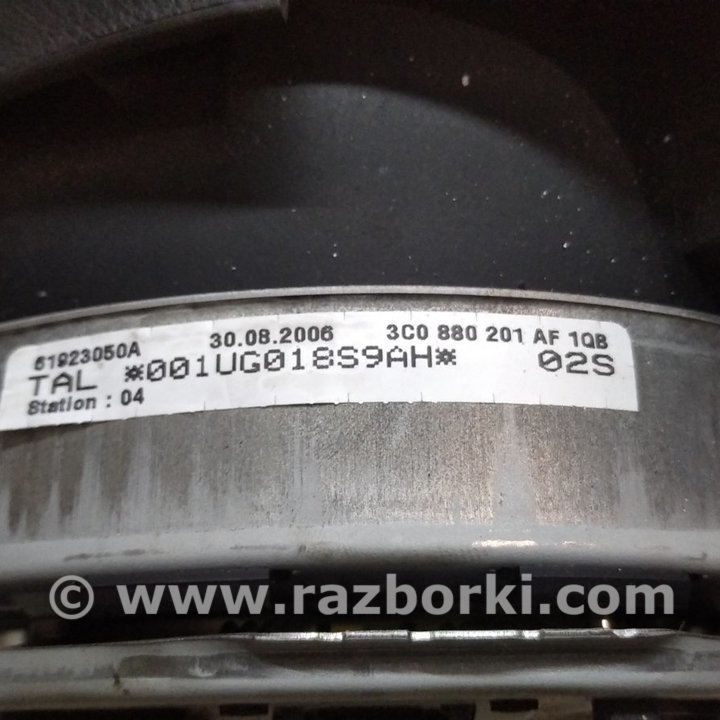 61923050A 30.08.2006 3C0 880 201 AF 1QB
TAL *001UG018S9AH* 02S
Station : 04
© www.razborki.com